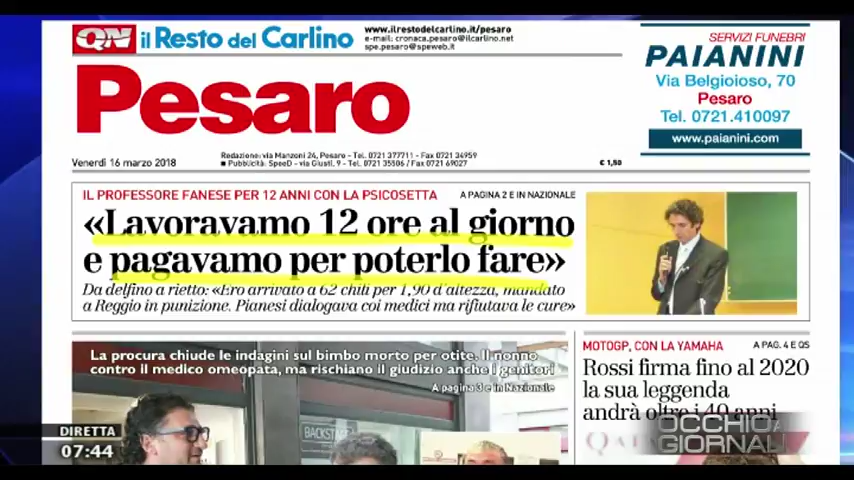 QN il Resto del Carlino
www.ilrestodelcarlino.it/pesaro
e-mail: cronaca.pesaro@ilcarlino.net
spe.pesaro@speweb.it
SERVIZI FUNEBRI
PAIANINI
Via Belgioioso, 70
Pesaro
Tel. 0721.410097
www.paianini.com
Pesaro
Venerdì 16 marzo 2018
Redazione: via Manzoni 24, Pesaro - Tel. 0721 377711 - Fax 0721 34959
■ Pubblicità: SpeeD - via Giusti, 9 - Tel. 0721 35506 / Fax 0721 69027
€ 1,50
IL PROFESSORE FANESE PER 12 ANNI CON LA PSICOSETTA
A PAGINA 2 E IN NAZIONALE
«Lavoravamo 12 ore al giorno
e pagavamo per poterlo fare»
Da delfino a rietto: «Ero arrivato a 62 chili per 1,90 d'altezza, mandato
a Reggio in punizione. Pianesi dialogava coi medici ma rifiutava le cure»
La procura chiude le indagini sul bimbo morto per otite. Il nonno
contro il medico omeopata, ma rischiano il giudizio anche i genitori
A pagina 3 e in Nazionale
BACKSTAGE
MOTOGP, CON LA YAMAHA
A PAG. 4 E QS
Rossi firma fino al 2020
la sua leggenda
andrà oltre i 40 anni
DIRETTA
07:44
OCCHIO AI
GIORNALI